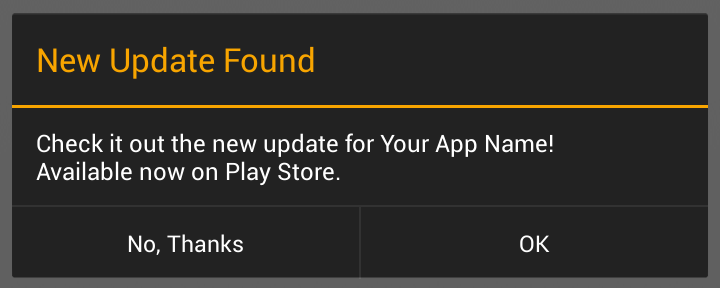 New Update Found
Check it out the new update for Your App Name!
Available now on Play Store.
No, Thanks
OK